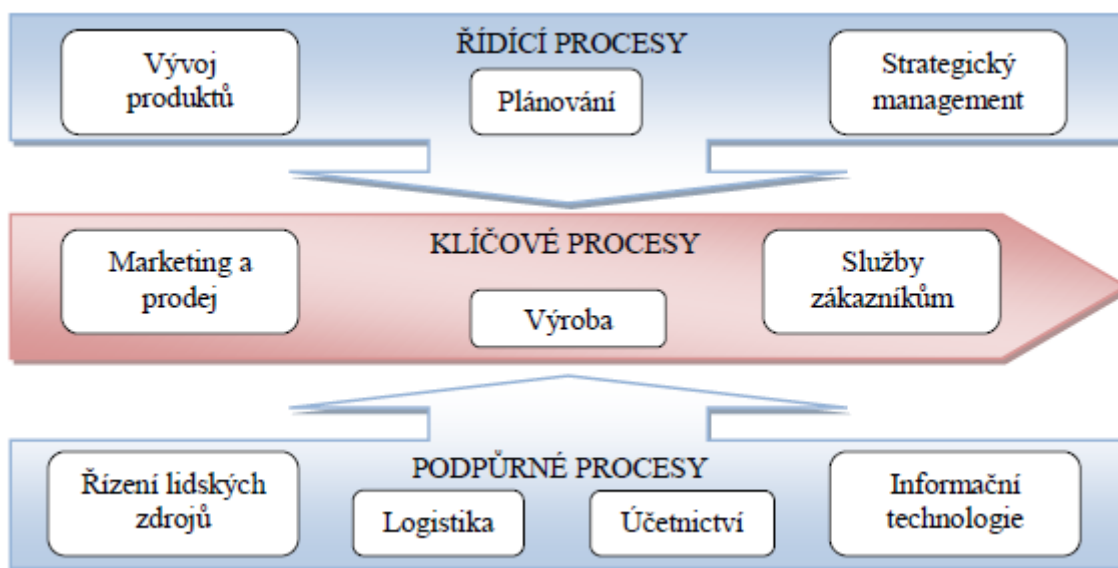 ŘÍDÍCÍ PROCESY
Vývoj
produktů
Plánování
Strategický
management
KLÍČOVÉ PROCESY
Marketing a
prodej
Výroba
Služby
zákazníkům
PODPŮRNÉ PROCESY
Řízení lidských
zdrojů
Logistika
Účetnictví
Informační
technologie